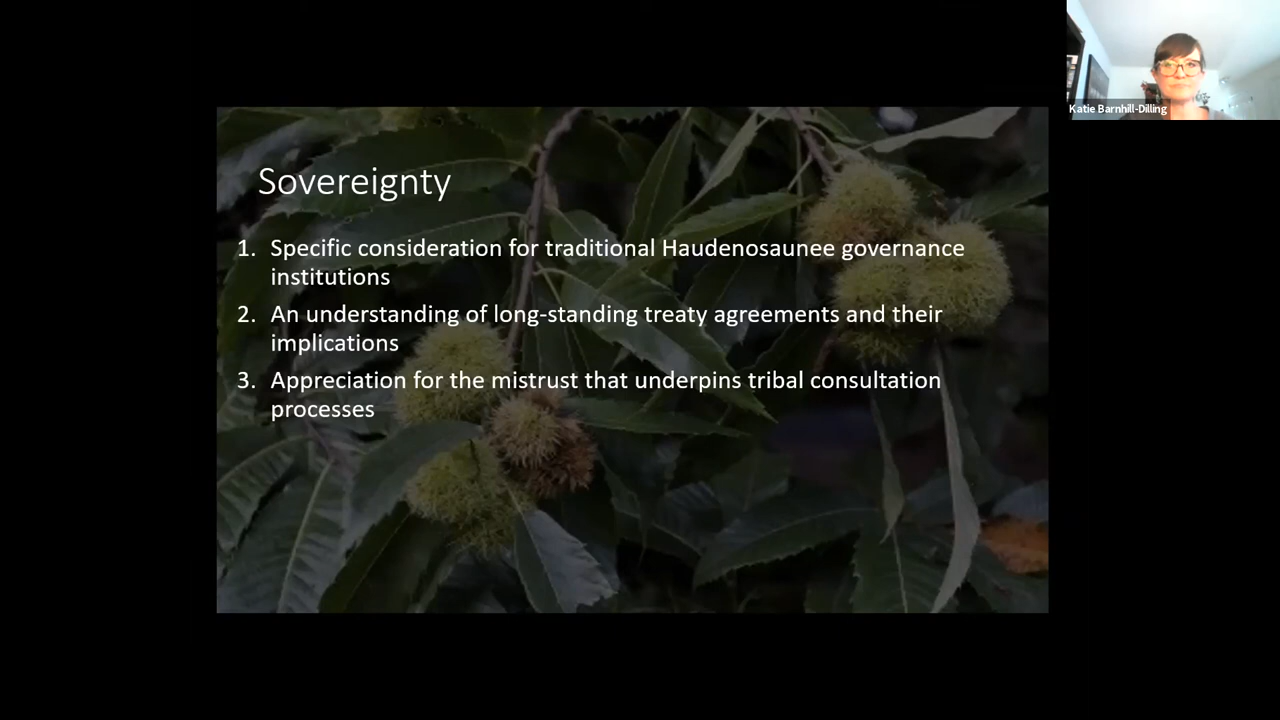 Katie Barnhill-Dilling
Sovereignty
1. Specific consideration for traditional Haudenosaunee governance
institutions
2. An understanding of long-standing treaty agreements and their
implications
3. Appreciation for the mistrust that underpins tribal consultation
processes